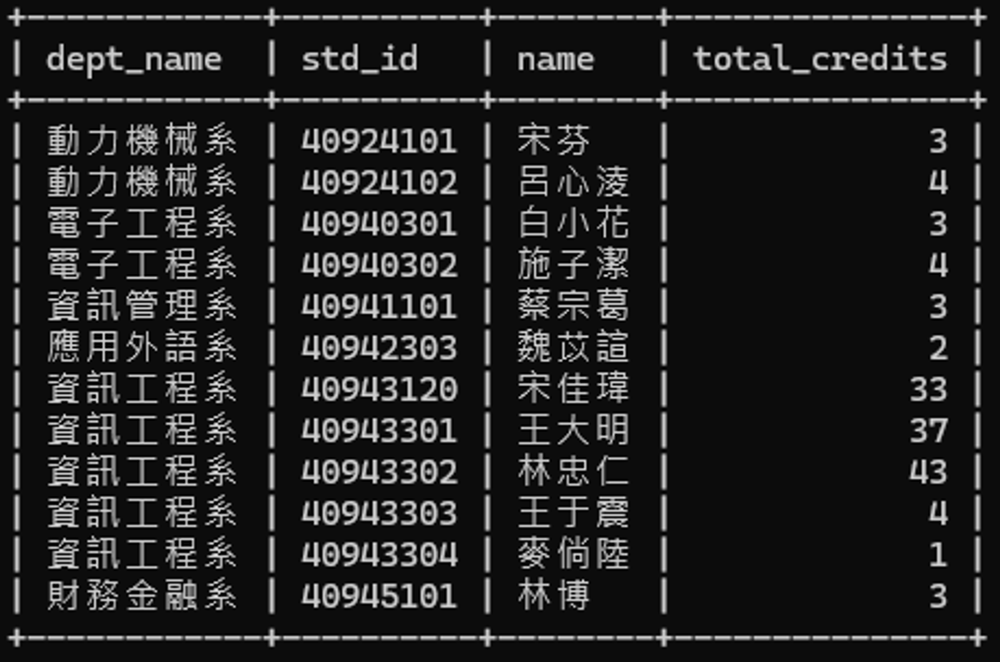 | dept_name | std_id | name | total_credits |
| 動力機械系 | 40924101 | 宋芬 | 3 |
| 動力機械系 | 40924102 | 呂心淩 | 4 |
| 電子工程系 | 40940301 | 白小花 | 3 |
| 電子工程系 | 40940302 | 施子潔 | 4 |
| 資訊管理系 | 40941101 | 蔡宗葛 | 3 |
| 應用外語系 | 40942303 | 魏苡諠 | 2 |
| 資訊工程系 | 40943120 | 宋佳瑋 | 33 |
| 資訊工程系 | 40943301 | 王大明 | 37 |
| 資訊工程系 | 40943302 | 林忠仁 | 43 |
| 資訊工程系 | 40943303 | 王于震 | 4 |
| 資訊工程系 | 40943304 | 麥倘陸 | 1 |
| 財務金融系 | 40945101 | 林博 | 3 |